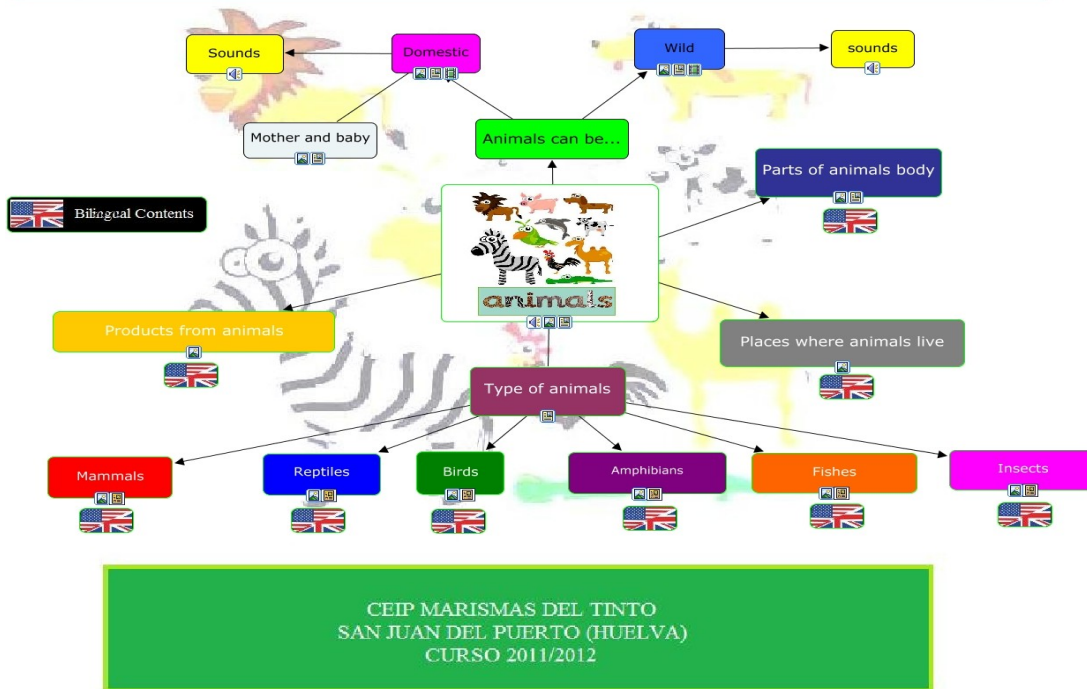 Sounds
Domestic
Wild
sounds
Mother and baby
Animals can be...
Parts of animals body
Bilingual Contents
animals
Products from animals
Places where animals live
Type of animals
Mammals
Reptiles
Birds
Amphibians
Fishes
Insects
CEIP MARISMAS DEL TINTO
SAN JUAN DEL PUERTO (HUELVA)
CURSO 2011/2012